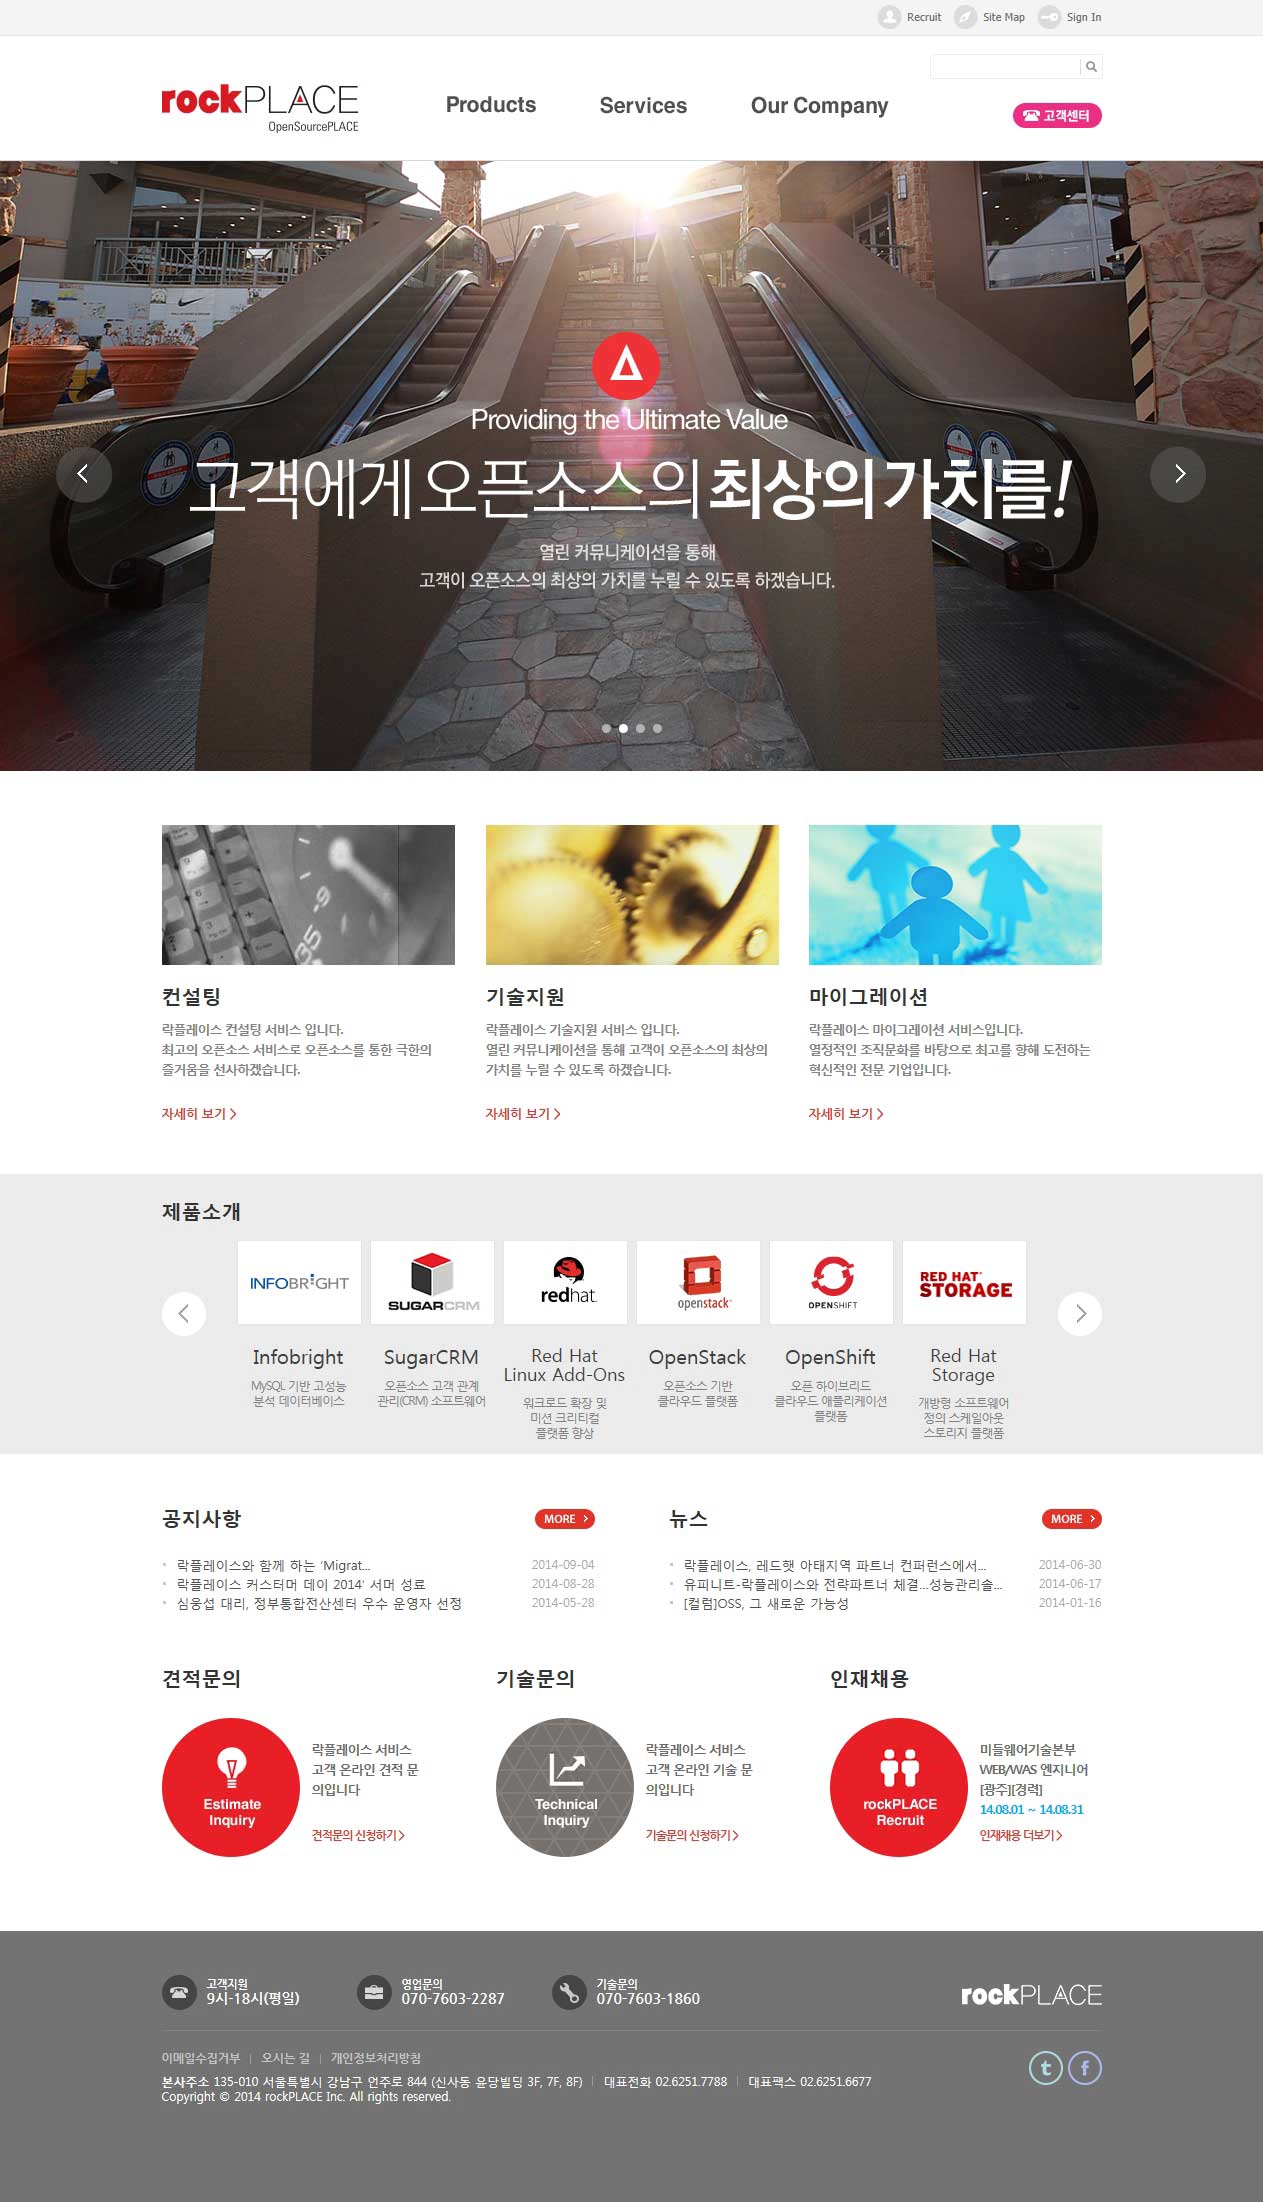 Recruit
Site Map
Sign In
rockPLACE
OpenSourcePLACE
Products
Services
Our Company
고객센터
Providing the Ultimate Value
고객에게 오픈소스의 최상의 가치를!
열린 커뮤니케이션을 통해
고객이 오픈소스의 최상의 가치를 누릴 수 있도록 하겠습니다.
컨설팅
락플레이스 컨설팅 서비스 입니다.
최고의 오픈소스 서비스로 오픈소스를 통한 극한의
즐거움을 선사하겠습니다.
자세히 보기 >
기술지원
락플레이스 기술지원 서비스 입니다.
열린 커뮤니케이션을 통해 고객이 오픈소스의 최상의
가치를 누릴 수 있도록 하겠습니다.
자세히 보기 >
마이그레이션
락플레이스 마이그레이션 서비스입니다.
열정적인 조직문화를 바탕으로 최고를 향해 도전하는
혁신적인 전문 기업입니다.
자세히 보기 >
제품소개
INFOBRIGHT
SUGARCRM
redhat.
openstack
OPENSHIFT
RED HAT
STORAGE
Infobright
MySQL 기반 고성능
분석 데이터베이스
SugarCRM
오픈소스 고객 관계
관리(CRM) 소프트웨어
Red Hat
Linux Add-Ons
워크로드 확장 및
미션 크리티컬
플랫폼 향상
OpenStack
오픈소스 기반
클라우드 플랫폼
OpenShift
오픈 하이브리드
클라우드 애플리케이션
플랫폼
Red Hat
Storage
개방형 소프트웨어
정의 스케일아웃
스토리지 플랫폼
공지사항
MORE >
락플레이스와 함께 하는 'Migrat... 2014-09-04
락플레이스 커스터머 데이 2014' 서머 성료 2014-08-28
심웅섭 대리, 정부통합전산센터 우수 운영자 선정 2014-05-28
뉴스
MORE >
락플레이스, 레드햇 아태지역 파트너 컨퍼런스에서... 2014-06-30
유피니트-락플레이스와 전략파트너 체결...성능관리솔... 2014-06-17
[컬럼]OSS, 그 새로운 가능성 2014-01-16
견적문의
Estimate
Inquiry
락플레이스 서비스
고객 온라인 견적 문
의입니다
견적문의 신청하기 >
기술문의
Technical
Inquiry
락플레이스 서비스
고객 온라인 기술 문
의입니다
기술문의 신청하기 >
인재채용
rockPLACE
Recruit
미들웨어기술본부
WEB/WAS 엔지니어
[광주][경력]
14.08.01 ~ 14.08.31
인재채용 더보기 >
고객지원
9시-18시(평일)
영업문의
070-7603-2287
기술문의
070-7603-1860
rockPLACE
이메일수집거부 | 오시는 길 | 개인정보처리방침
본사주소 135-010 서울특별시 강남구 언주로 844 (신사동 윤당빌딩 3F, 7F, 8F) | 대표전화 02.6251.7788 | 대표팩스 02.6251.6677
Copyright © 2014 rockPLACE Inc. All rights reserved.